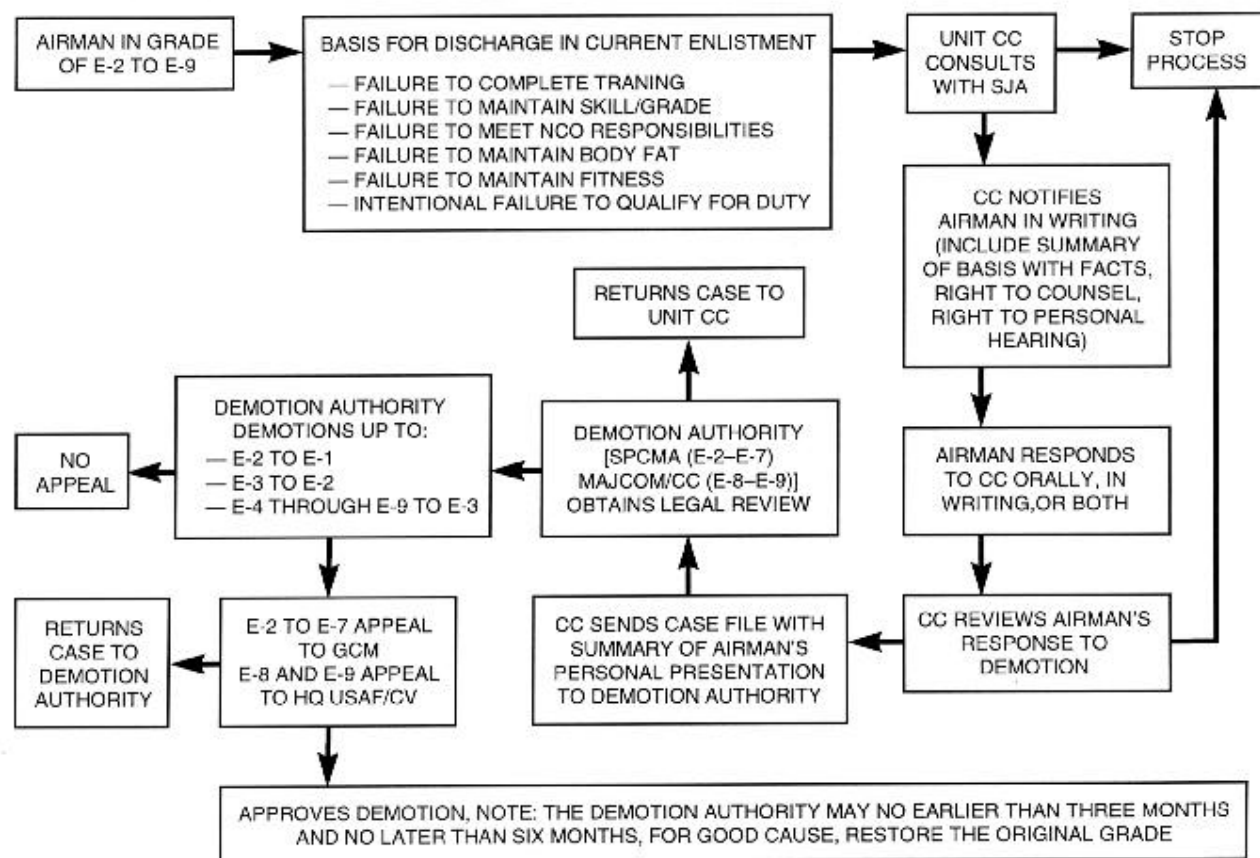 AIRMAN IN GRADE
OF E-2 TO E-9
BASIS FOR DISCHARGE IN CURRENT ENLISTMENT
— FAILURE TO COMPLETE TRANING
— FAILURE TO MAINTAIN SKILL/GRADE
— FAILURE TO MEET NCO RESPONSIBILITIES
— FAILURE TO MAINTAIN BODY FAT
— FAILURE TO MAINTAIN FITNESS
— INTENTIONAL FAILURE TO QUALIFY FOR DUTY
UNIT CC
CONSULTS
WITH SJA
STOP
PROCESS
CC NOTIFIES
AIRMAN IN WRITING
(INCLUDE SUMMARY
OF BASIS WITH FACTS,
RIGHT TO COUNSEL,
RIGHT TO PERSONAL
HEARING)
AIRMAN RESPONDS
TO CC ORALLY, IN
WRITING,OR BOTH
CC REVIEWS AIRMAN'S
RESPONSE TO
DEMOTION
CC SENDS CASE FILE WITH
SUMMARY OF AIRMAN'S
PERSONAL PRESENTATION
TO DEMOTION AUTHORITY
DEMOTION AUTHORITY
[SPCMA (E-2–E-7)
MAJCOM/CC (E-8–E-9)]
OBTAINS LEGAL REVIEW
RETURNS CASE TO
UNIT CC
DEMOTION AUTHORITY
DEMOTIONS UP TO:
— E-2 TO E-1
— E-3 TO E-2
— E-4 THROUGH E-9 TO E-3
NO
APPEAL
E-2 TO E-7 APPEAL
TO GCM
E-8 AND E-9 APPEAL
TO HQ USAF/CV
RETURNS
CASE TO
DEMOTION
AUTHORITY
APPROVES DEMOTION, NOTE: THE DEMOTION AUTHORITY MAY NO EARLIER THAN THREE MONTHS
AND NO LATER THAN SIX MONTHS, FOR GOOD CAUSE, RESTORE THE ORIGINAL GRADE